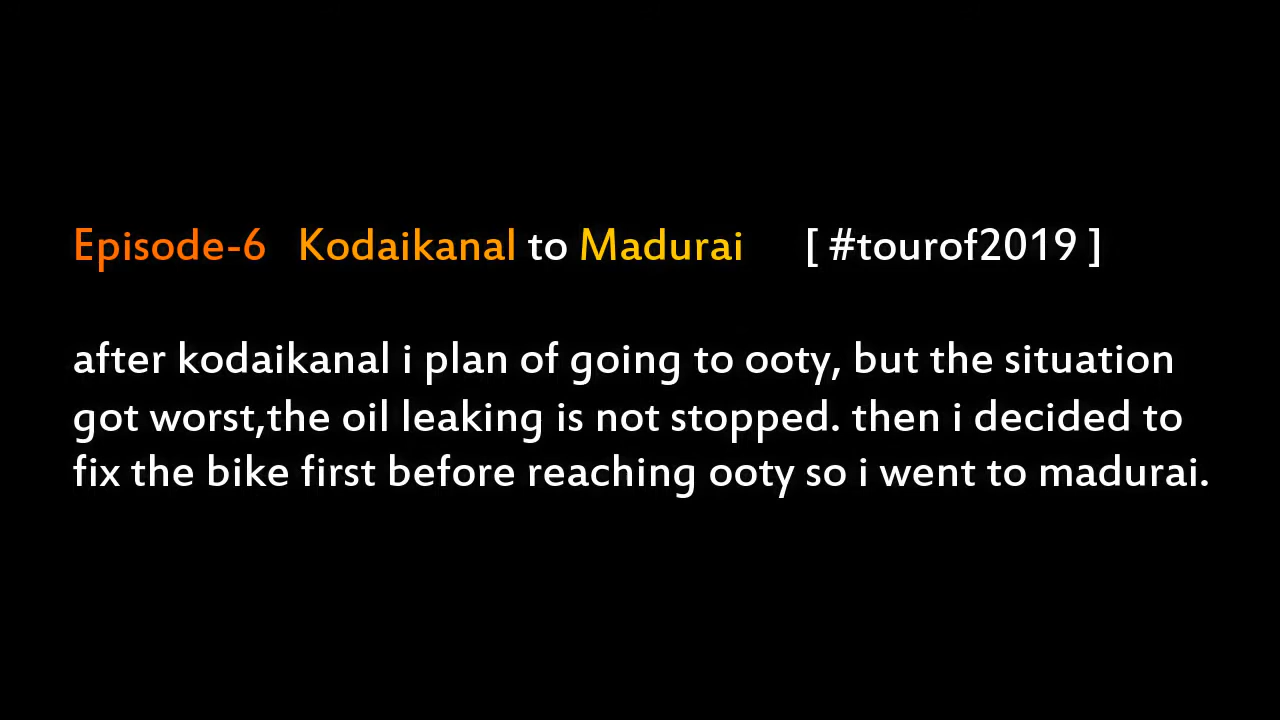 Episode-6 Kodaikanal to Madurai [ #tourof2019 ]
after kodaikanal i plan of going to ooty, but the situation
got worst,the oil leaking is not stopped. then i decided to
fix the bike first before reaching ooty so i went to madurai.